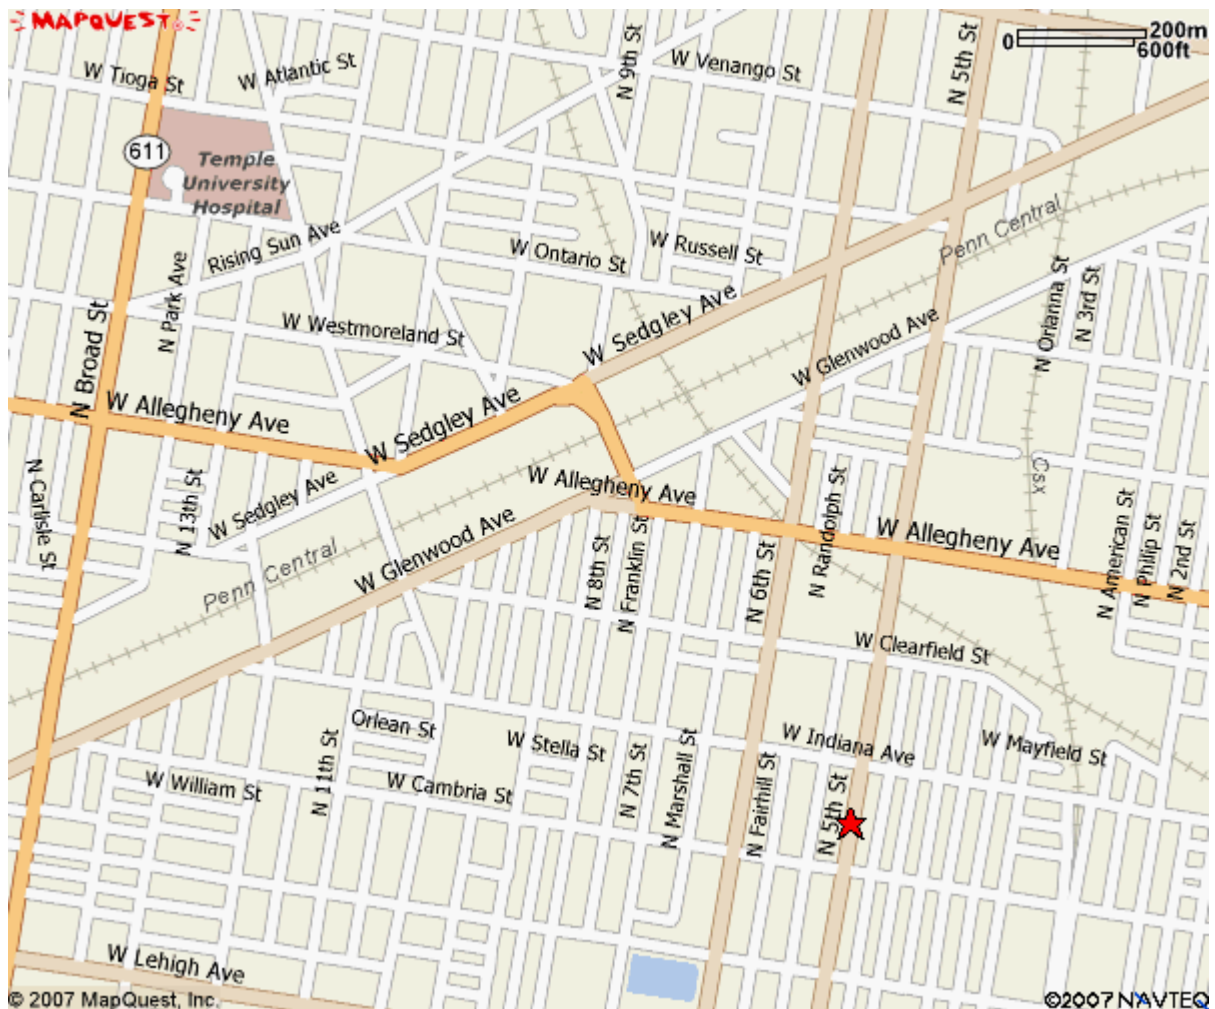 MAPQUEST
200m
0
600ft
W Tioga St
W Atlantic St
N 9th St
W Venango St
N 5th St
611
Temple
University
Hospital
Rising Sun Ave
W Ontario St
W Russell St
Penn Central
N Park Ave
N Broad St
W Westmoreland St
W Sedgley Ave
W Glenwood Ave
N Orianna St
N 3rd St
W Allegheny Ave
W Sedgley Ave
N Carlisle St
N 13th St
W Sedgley Ave
W Allegheny Ave
Csx
Penn Central
W Glenwood Ave
N 8th St
N Franklin St
N 6th St
N Randolph St
W Allegheny Ave
N American St
N Philip St
N 2nd St
W Clearfield St
Orlean St
N 11th St
W Stella St
N 7th St
N Marshall St
W Indiana Ave
W Mayfield St
W William St
W Cambria St
N Fairhill St
N 5th St
W Lehigh Ave
© 2007 MapQuest, Inc.
©2007 NAVTEQ